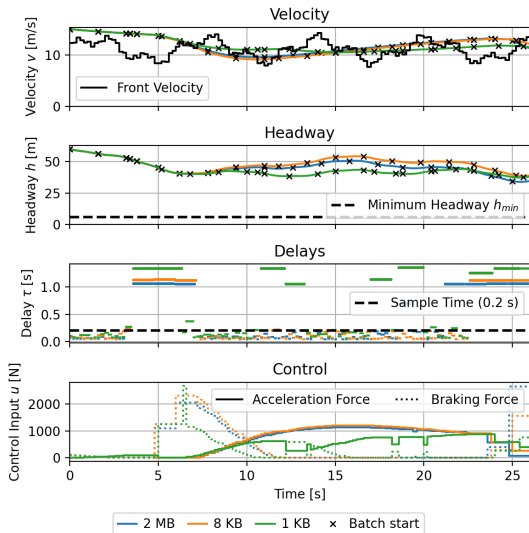 Velocity
Velocity v [m/s]
10
0
Front Velocity
Headway
Headway h [m]
50
25
0
Minimum Headway h_min
Delays
Delay τ [s]
1.0
0.5
0.0
Sample Time (0.2 s)
Control
Control Input u [N]
2000
1000
0
Acceleration Force
Braking Force
0 5 10 15 20 25
Time [s]
2 MB 8 KB 1 KB Batch start